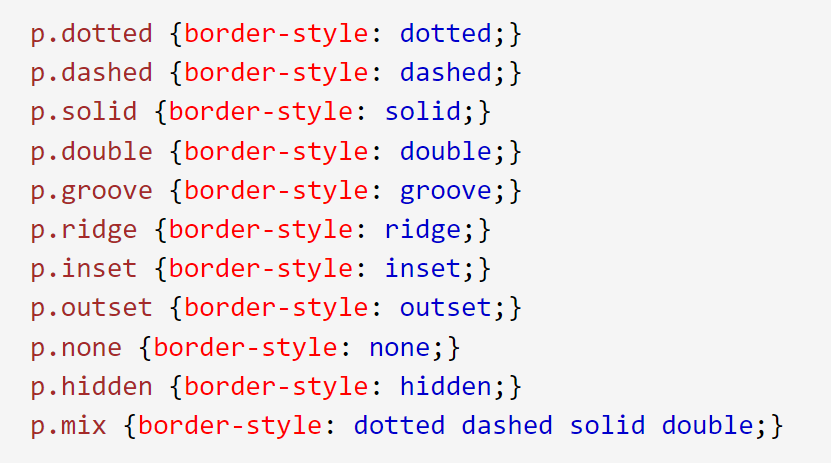 p.dotted {border-style: dotted;}
p.dashed {border-style: dashed;}
p.solid {border-style: solid;}
p.double {border-style: double;}
p.groove {border-style: groove;}
p.ridge {border-style: ridge;}
p.inset {border-style: inset;}
p.outset {border-style: outset;}
p.none {border-style: none;}
p.hidden {border-style: hidden;}
p.mix {border-style: dotted dashed solid double;}